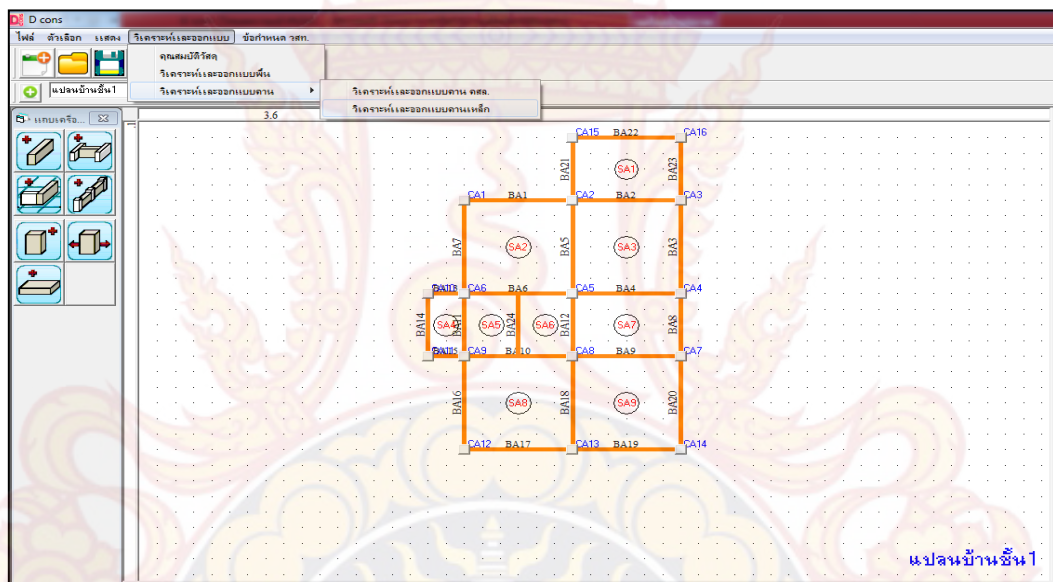 D cons
ไฟล์ ตัวเลือก แสดง วิเคราะห์และออกแบบ ข้อกำหนด วสท.
คุณสมบัติวัสดุ
วิเคราะห์และออกแบบพื้น
วิเคราะห์และออกแบบคาน
วิเคราะห์และออกแบบคาน คสล.
วิเคราะห์และออกแบบคานเหล็ก
แปลนบ้านชั้น1
แถบเครื่อ...
3.6
CA15 BA22 CA16
BA21 SA1 BA23
CA1 BA1 CA2 BA2 CA3
BA7 SA2 BA5 SA3 BA3
CA6 BA6 CA5 BA4 CA4
BA14 SA4 BA11 SA5 BA24 SA6 BA12 SA7 BA8
CA9 BA10 CA8 BA9 CA7
BA16 SA8 BA18 SA9 BA20
CA12 BA17 CA13 BA19 CA14
แปลนบ้านชั้น1